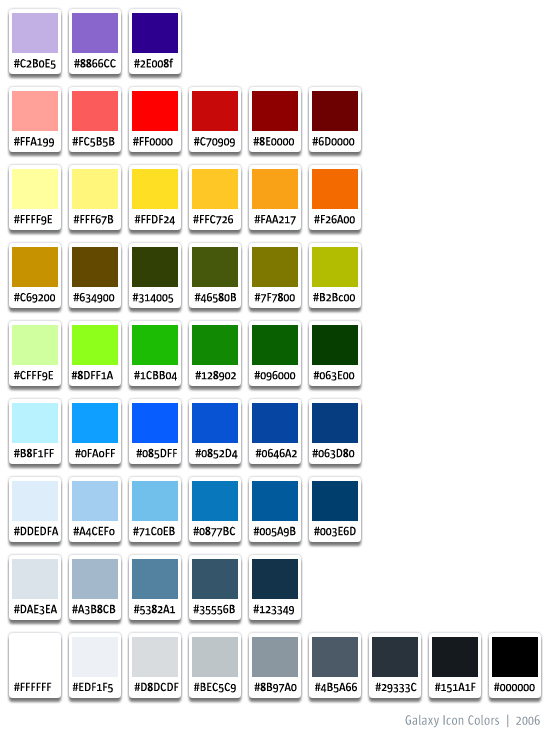 #C2B0E5 #8866CC #2E008f
#FFA199 #FC5B5B #FF0000 #C70909 #8E0000 #6D0000
#FFFF9E #FFF67B #FFDF24 #FFC726 #FAA217 #F26A00
#C69200 #634900 #314005 #46580B #7F7800 #B2Bc00
#CFFF9E #8DFF1A #1CBB04 #128902 #096000 #063E00
#B8F1FF #0FA0FF #085DFF #0852D4 #0646A2 #063D80
#DDEDFA #A4CEF0 #71C0EB #0877BC #005A9B #003E6D
#DAE3EA #A3B8CB #5382A1 #35556B #123349
#FFFFFF #EDF1F5 #D8DCDF #BEC5C9 #8B97A0 #4B5A66 #29333C #151A1F #000000
Galaxy Icon Colors | 2006